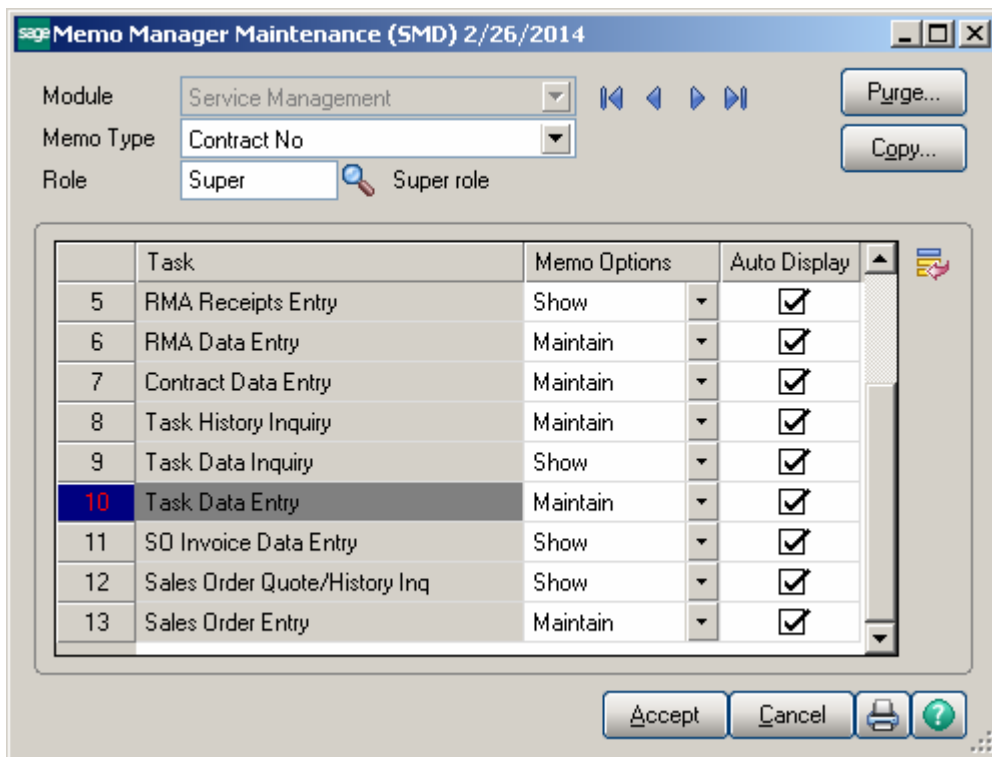 sage Memo Manager Maintenance (SMD) 2/26/2014
Module Service Management Purge...
Memo Type Contract No Copy...
Role Super Super role
Task Memo Options Auto Display
5 RMA Receipts Entry Show
6 RMA Data Entry Maintain
7 Contract Data Entry Maintain
8 Task History Inquiry Maintain
9 Task Data Inquiry Show
10 Task Data Entry Maintain
11 SO Invoice Data Entry Show
12 Sales Order Quote/History Inq Show
13 Sales Order Entry Maintain
Accept Cancel ?